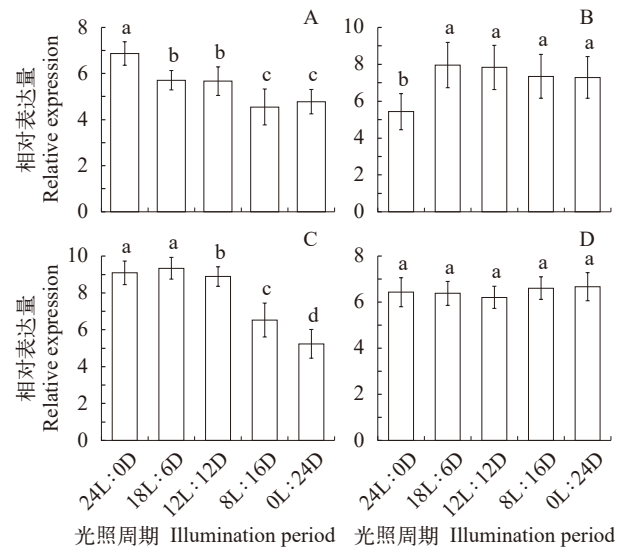 A
8
6
4
2
0
a
b
b
c
c
相对表达量
Relative expression
B
10
8
6
4
2
0
b
a
a
a
a
C
10
8
6
4
2
0
a
a
b
c
d
相对表达量
Relative expression
24L:0D
18L:6D
12L:12D
8L:16D
0L:24D
光照周期 Illumination period
D
8
6
4
2
0
a
a
a
a
a
24L:0D
18L:6D
12L:12D
8L:16D
0L:24D
光照周期 Illumination period